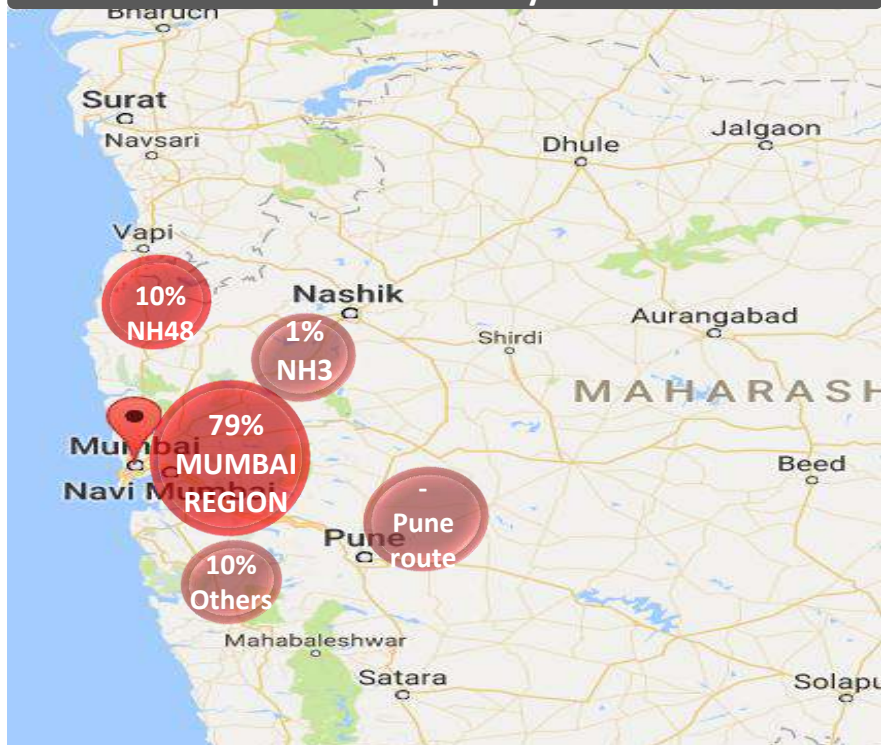 Bharuch
Surat
Navsari
Dhule
Jalgaon
Vapi
10%
NH48
Nashik
1%
NH3
Shirdi
Aurangabad
MAHARASH
79%
MUMBAI
REGION
Mumbai
Navi Mumbai
Beed
-
Pune
route
Pune
10%
Others
Mahabaleshwar
Satara
Solapu